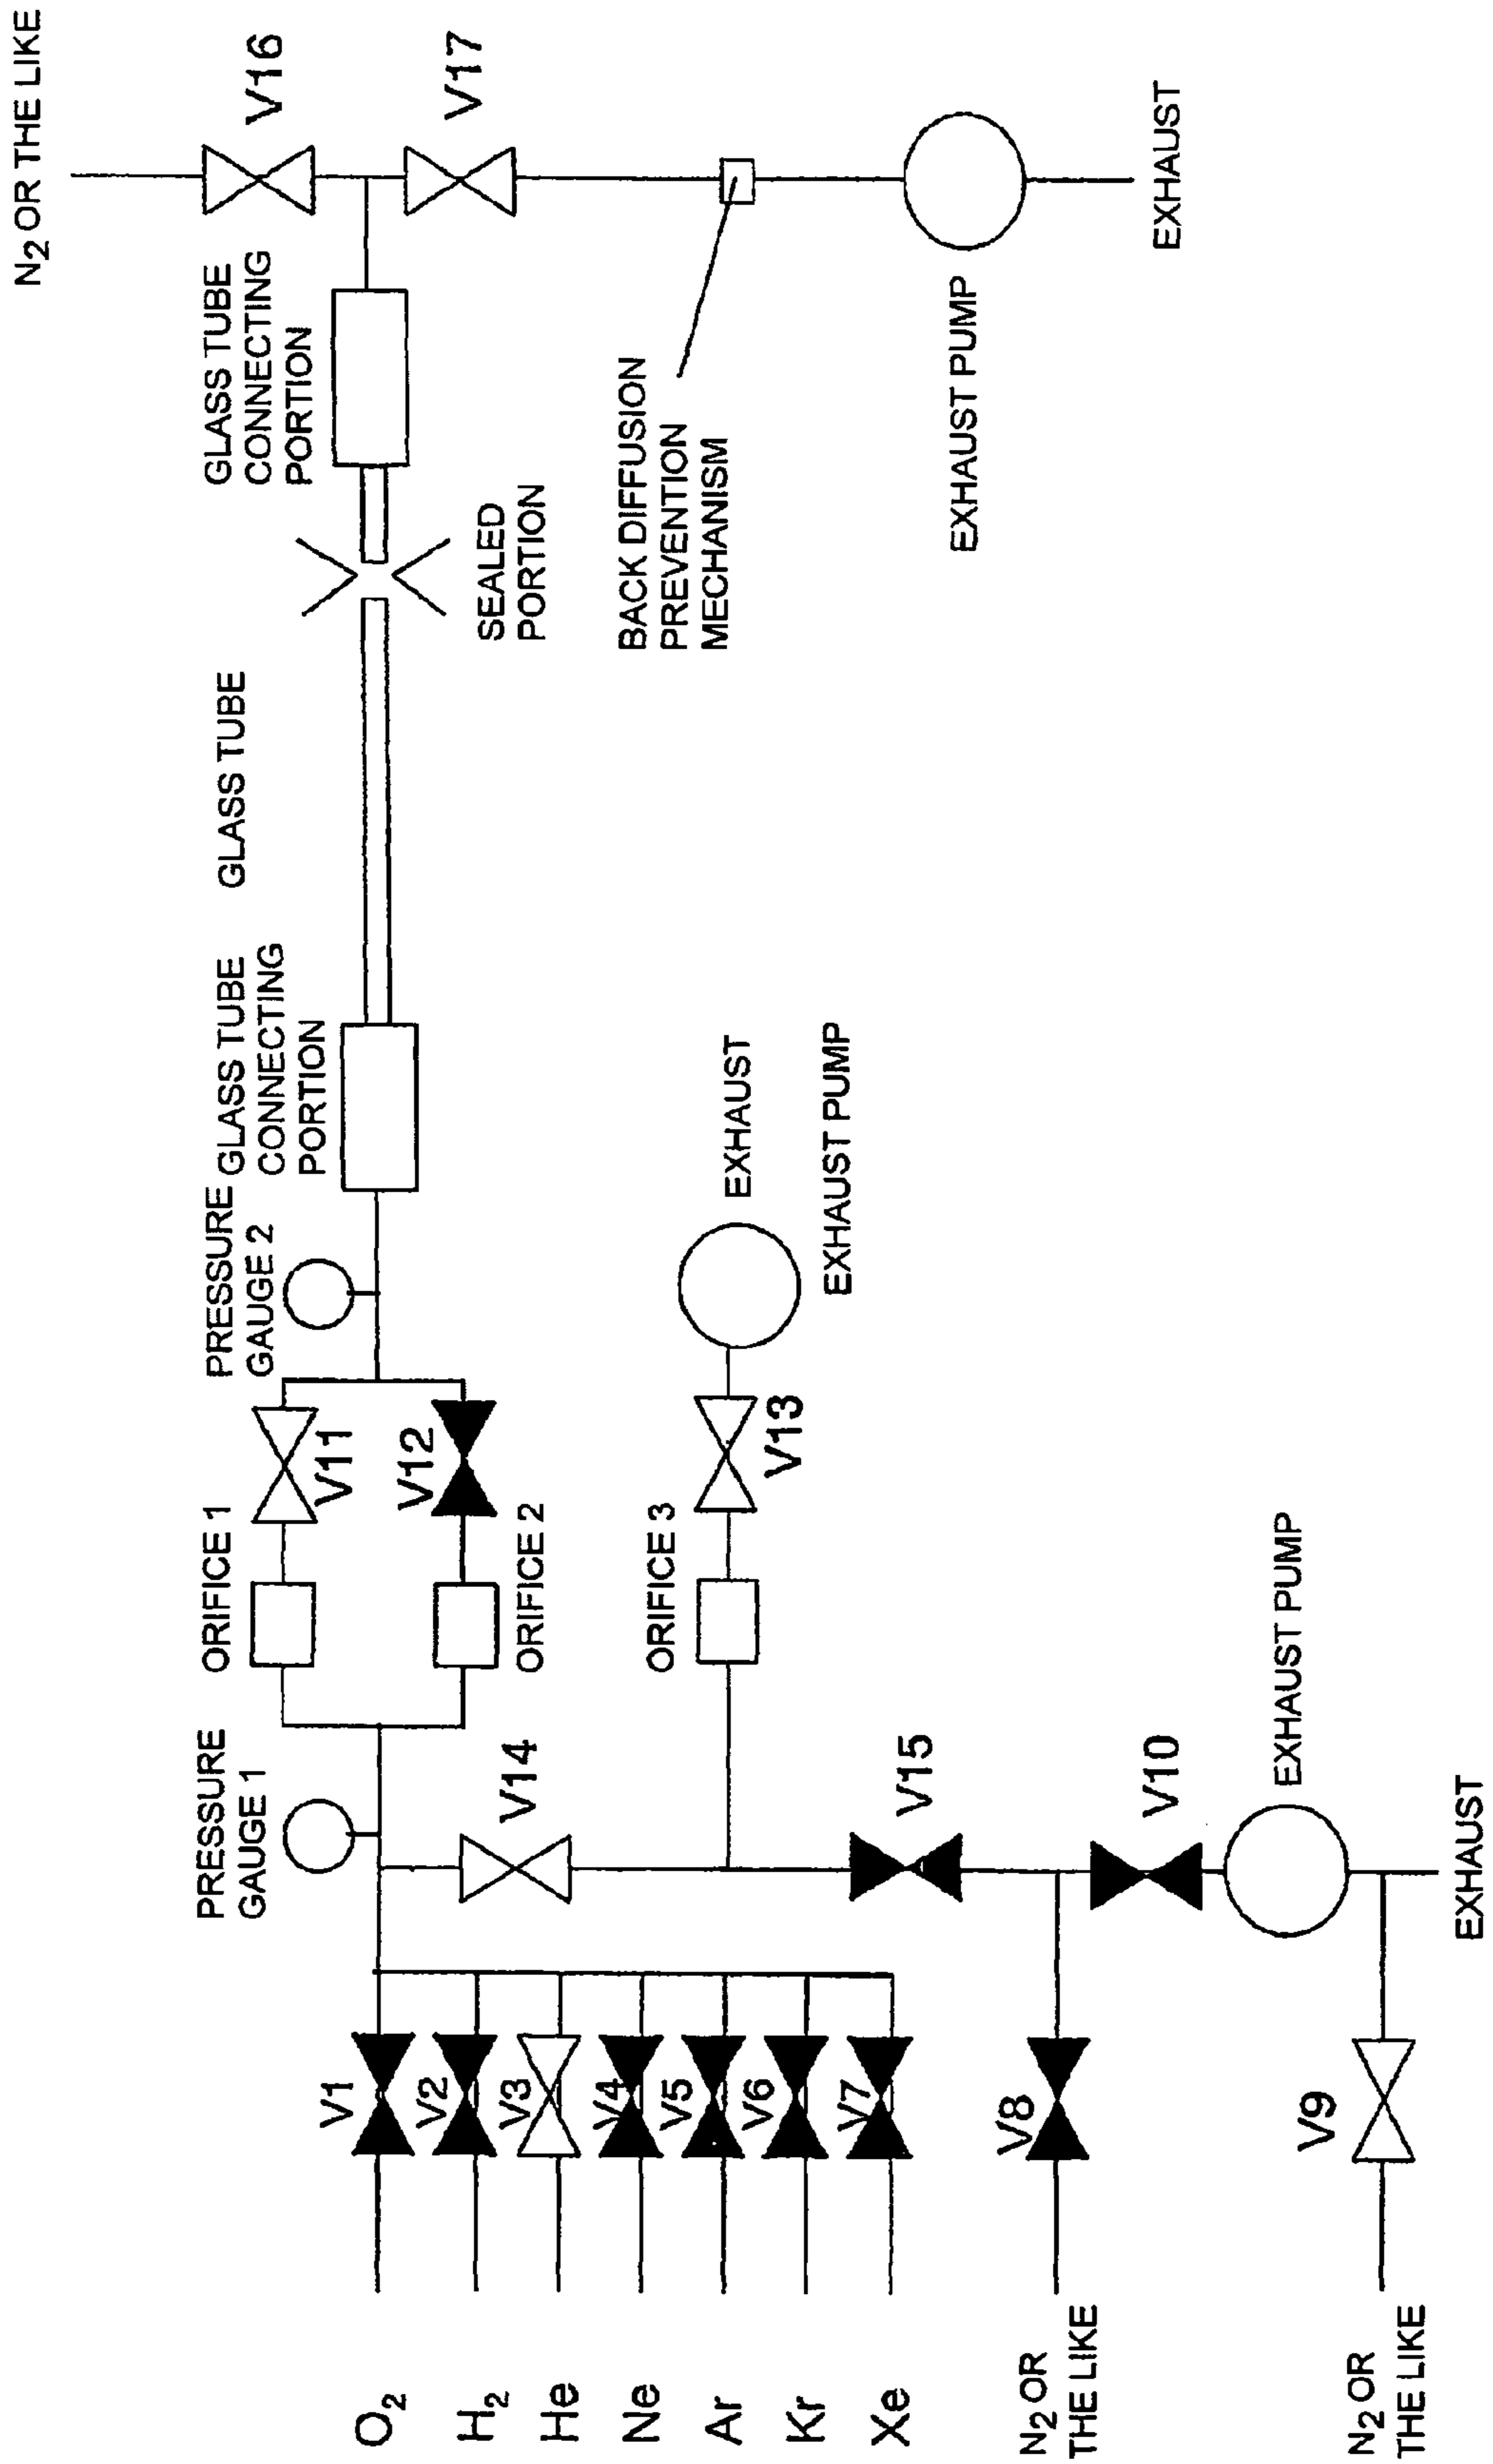 O2
H2
He
Ne
Ar
Kr
Xe
N2 OR
THE LIKE
N2 OR
THE LIKE
V1
V2
V3
V4
V5
V6
V7
V8
V9
PRESSURE
GAUGE 1
V14
V15
V10
EXHAUST PUMP
EXHAUST
ORIFICE 1
ORIFICE 2
ORIFICE 3
V11
V12
V13
PRESSURE
GAUGE 2
EXHAUST
EXHAUST PUMP
GLASS TUBE
CONNECTING
PORTION
GLASS TUBE
SEALED
PORTION
GLASS TUBE
CONNECTING
PORTION
BACK DIFFUSION
PREVENTION
MECHANISM
EXHAUST PUMP
EXHAUST
N2 OR THE LIKE
V16
V17